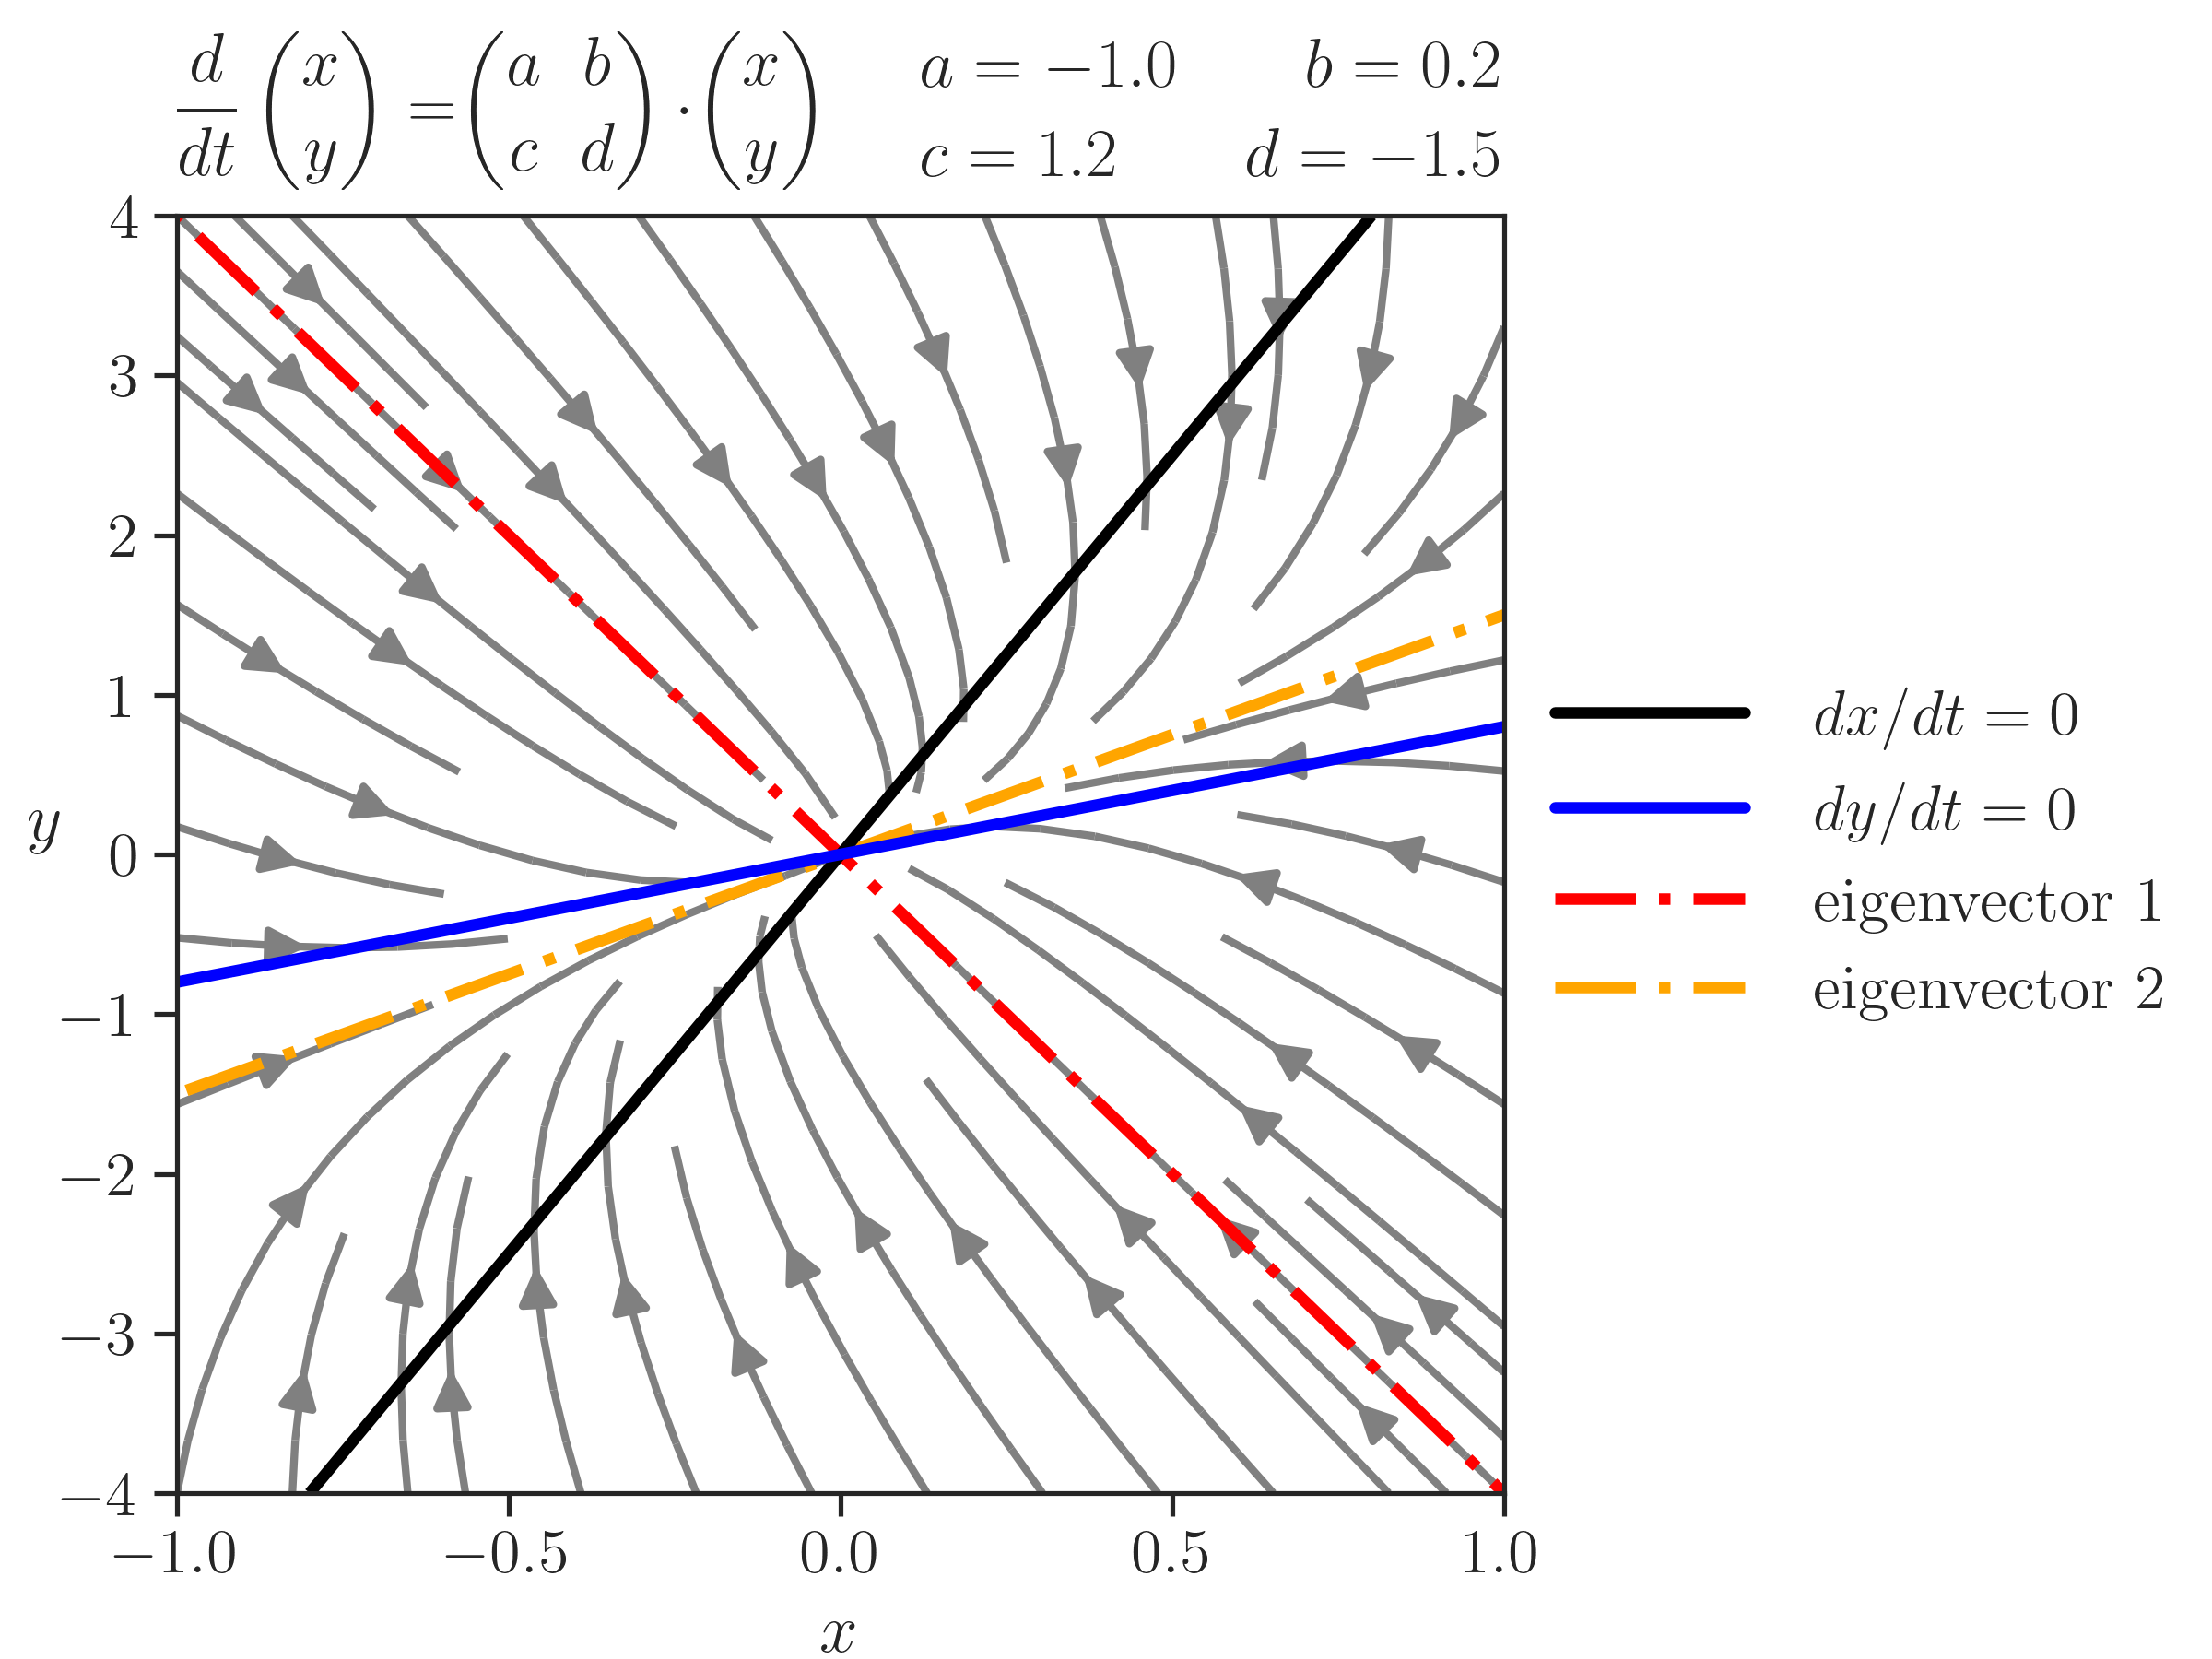 d/dt (x y) = (a b c d) · (x y)
a = −1.0 b = 0.2
c = 1.2 d = −1.5
4
3
2
1
0
−1
−2
−3
−4
y
−1.0 −0.5 0.0 0.5 1.0
x
dx/dt = 0
dy/dt = 0
eigenvector 1
eigenvector 2